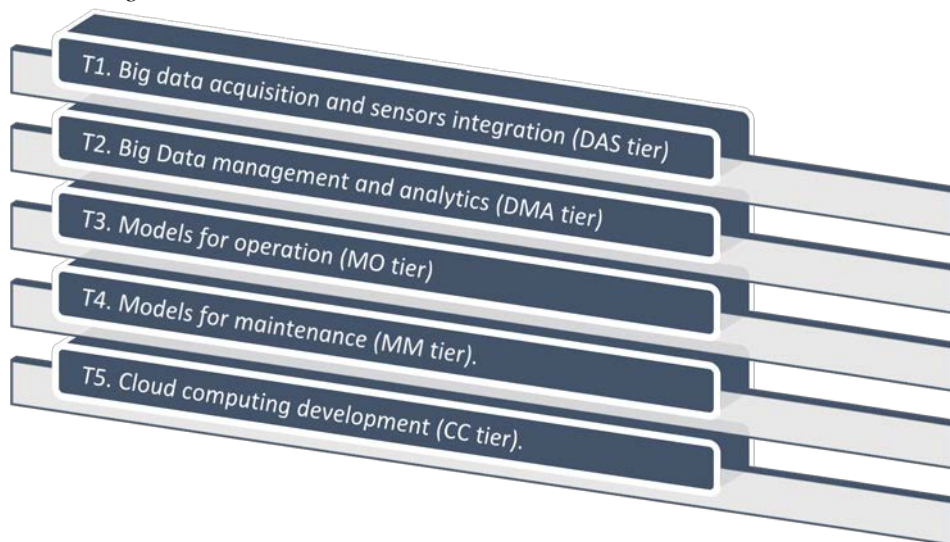 T1. Big data acquisition and sensors integration (DAS tier)
T2. Big Data management and analytics (DMA tier)
T3. Models for operation (MO tier)
T4. Models for maintenance (MM tier).
T5. Cloud computing development (CC tier).